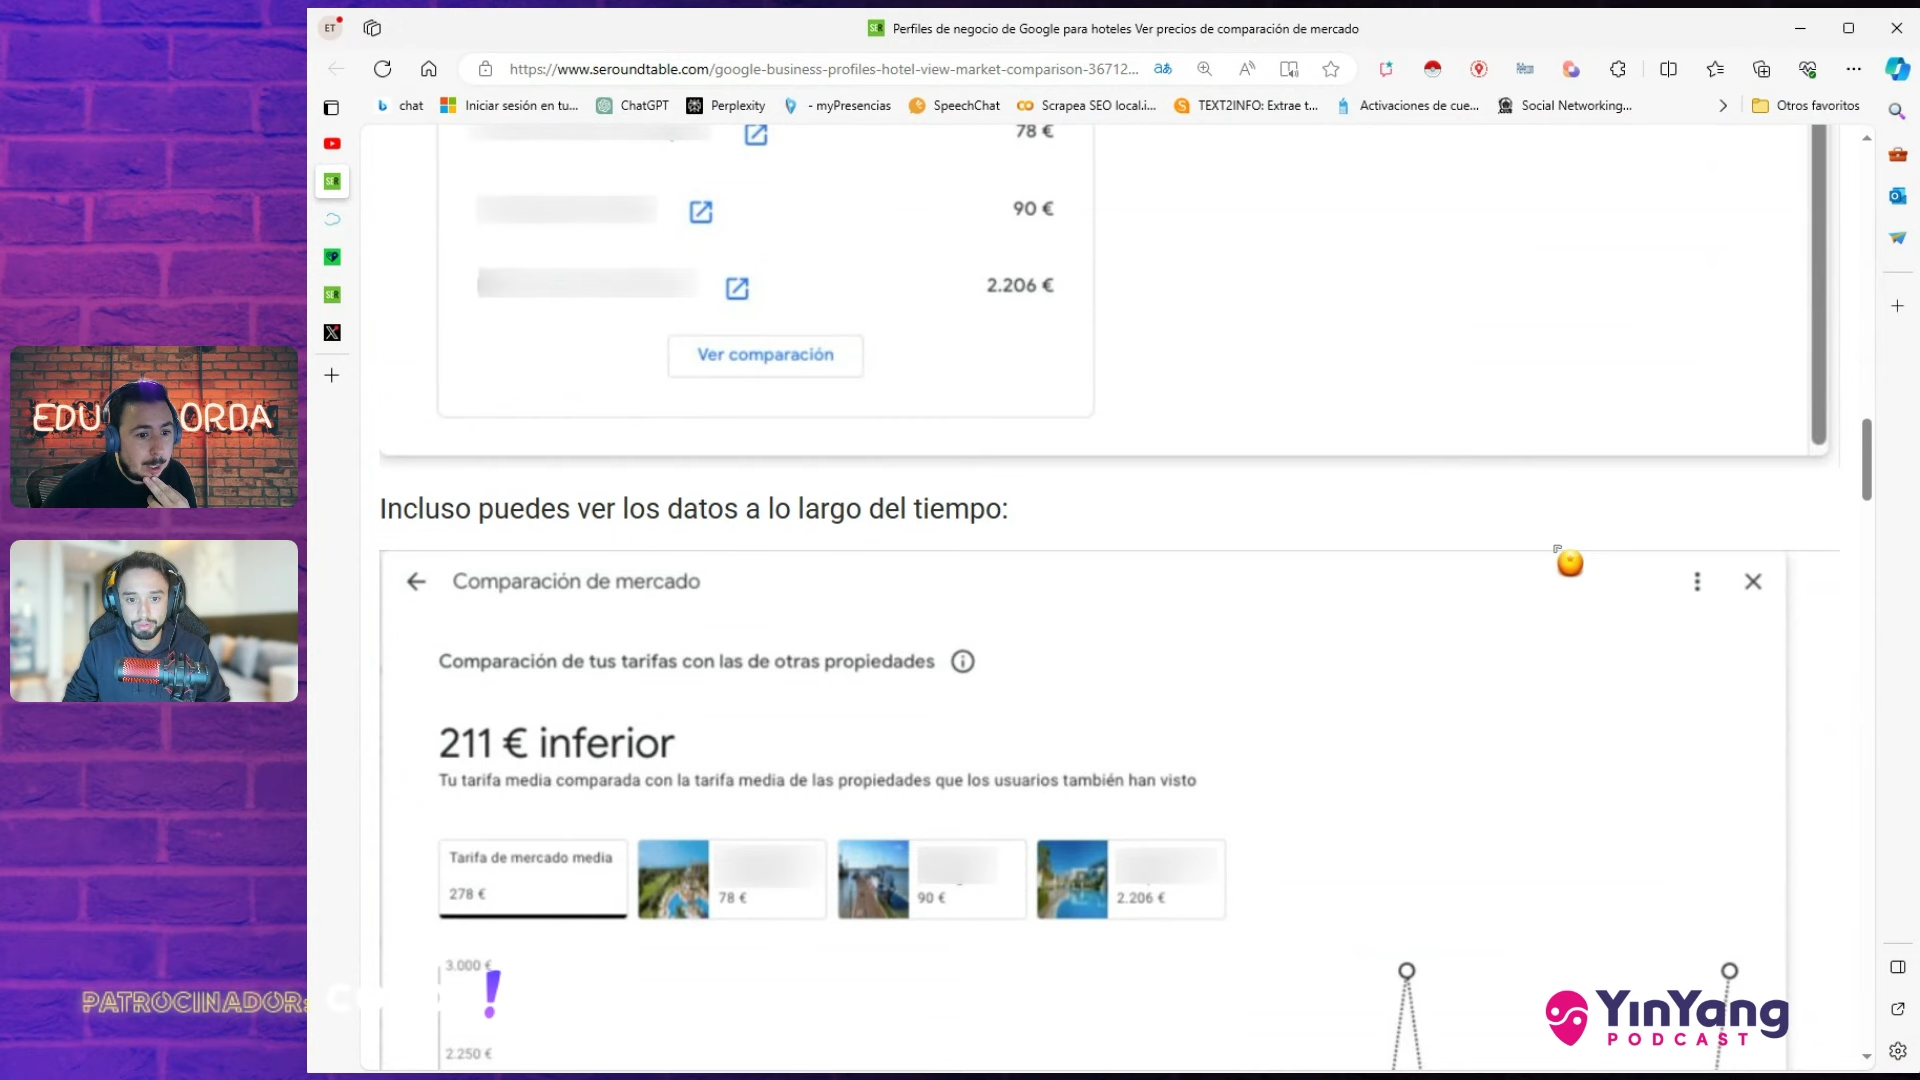 ET
SER
Perfiles de negocio de Google para hoteles Ver precios de comparación de mercado
https://www.seroundtable.com/google-business-profiles-hotel-view-market-comparison-36712...
chat
Iniciar sesión en tu...
ChatGPT
Perplexity
- myPresencias
SpeechChat
Scrapea SEO local.i...
TEXT2INFO: Extrae t...
Activaciones de cue...
Social Networking...
Otros favoritos
78 €
90 €
2.206 €
Ver comparación
Incluso puedes ver los datos a lo largo del tiempo:
Comparación de mercado
Comparación de tus tarifas con las de otras propiedades
211 € inferior
Tu tarifa media comparada con la tarifa media de las propiedades que los usuarios también han visto
Tarifa de mercado media
278 €
78 €
90 €
2.206 €
3.000 €
2.250 €
EDU ORDA
PATROCINADOR
YinYang
PODCAST